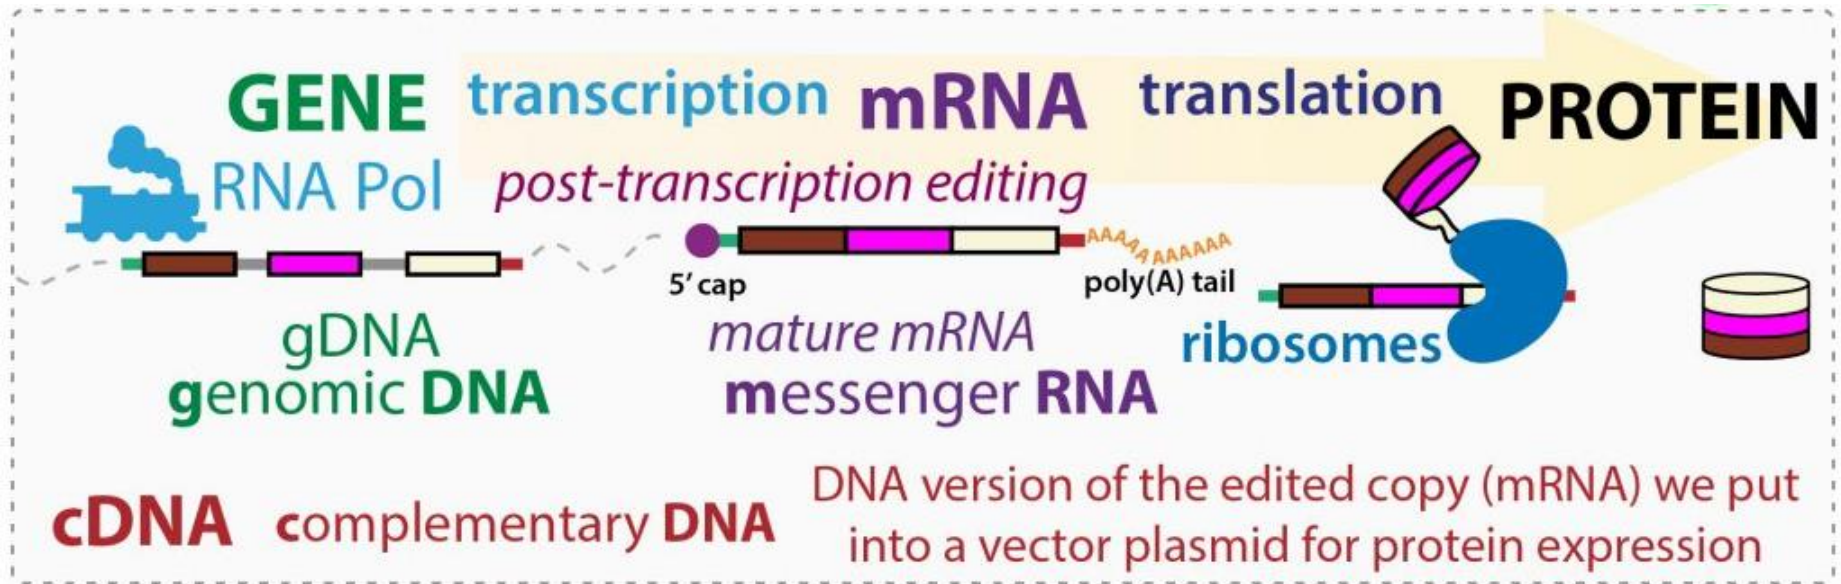 GENE transcription mRNA translation PROTEIN
RNA Pol post-transcription editing
AAAAAAAAAAA
5' cap
poly(A) tail
gDNA
genomic DNA
mature mRNA
messenger RNA
ribosomes
cDNA complementary DNA
DNA version of the edited copy (mRNA) we put
into a vector plasmid for protein expression